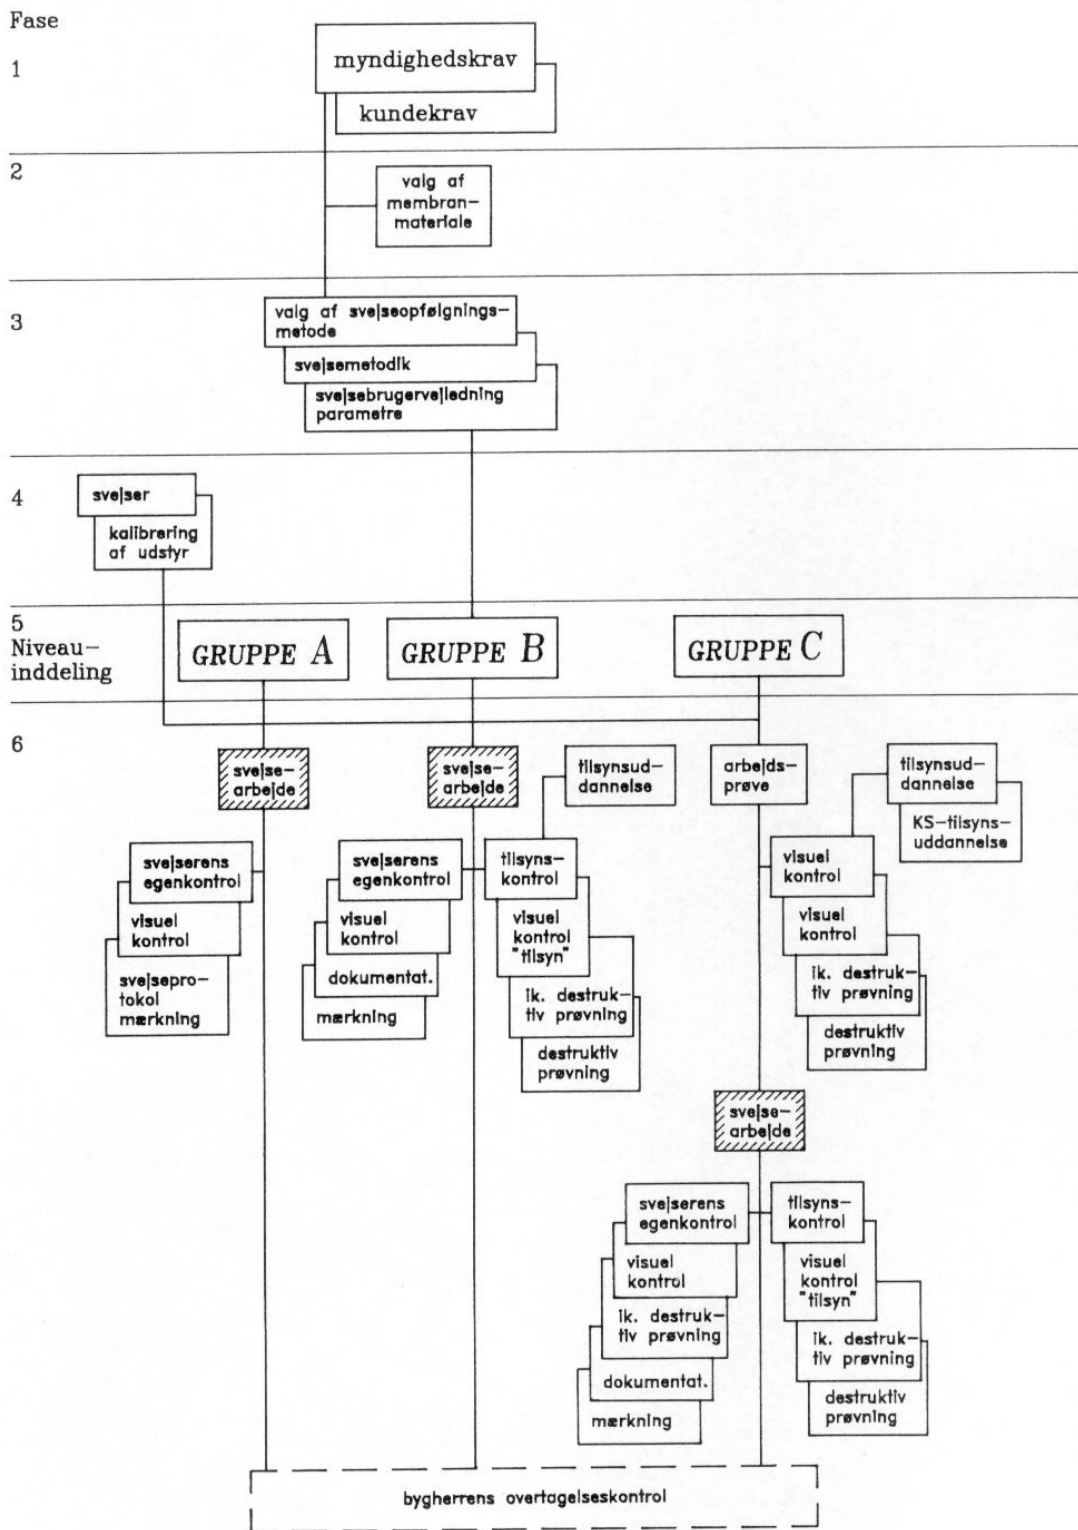 Fase
1
myndighedskrav
kundekrav
2
valg af
membran-
materiale
3
valg af svejseopfølgnings-
metode
svejsemetodik
svejsebrugervejledning
parametre
4
svejser
kalibrering
af udstyr
5
Niveau-
inddeling
GRUPPE A
GRUPPE B
GRUPPE C
6
svejse-
arbejde
svejserens
egenkontrol
visuel
kontrol
svejsepro-
tokol
mærkning
svejse-
arbejde
tilsynsud-
dannelse
svejserens
egenkontrol
visuel
kontrol
dokumentat.
mærkning
tilsyns-
kontrol
visuel
kontrol
"tilsyn"
ik. destruk-
tiv prøvning
destruktiv
prøvning
arbejds-
prøve
tilsynsud-
dannelse
KS-tilsyns-
uddannelse
visuel
kontrol
visuel
kontrol
ik. destruk-
tiv prøvning
destruktiv
prøvning
svejse-
arbejde
svejserens
egenkontrol
visuel
kontrol
ik. destruk-
tiv prøvning
dokumentat.
mærkning
tilsyns-
kontrol
visuel
kontrol
"tilsyn"
ik. destruk-
tiv prøvning
destruktiv
prøvning
bygherrens overtagelseskontrol